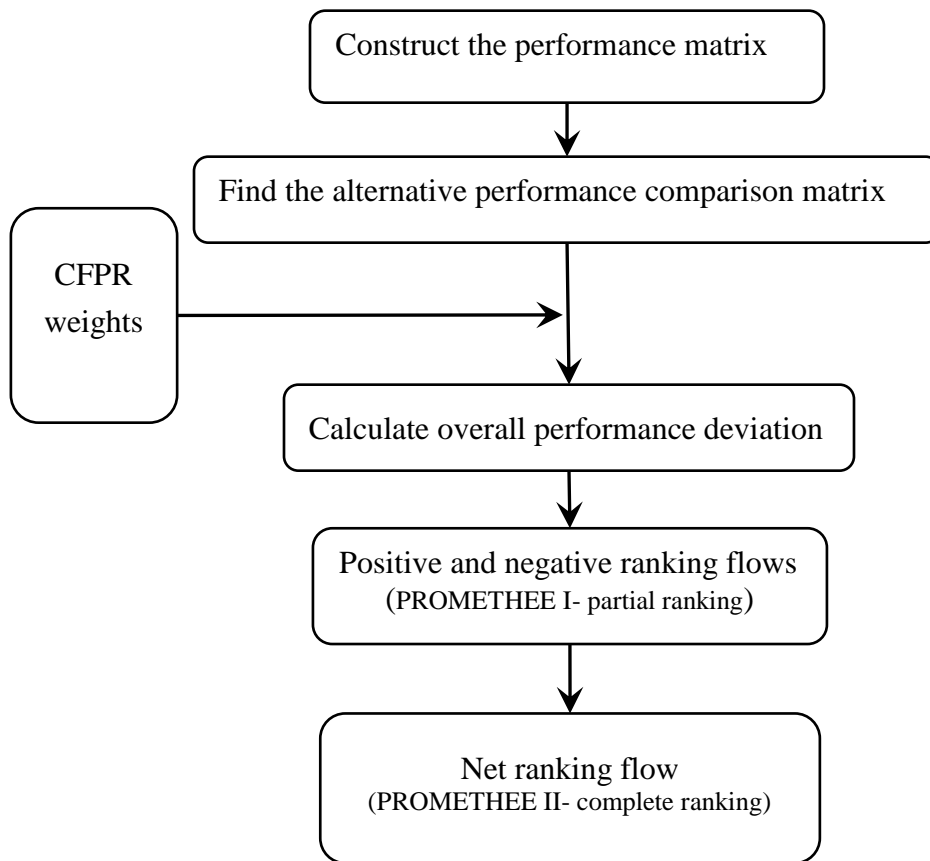 Construct the performance matrix
Find the alternative performance comparison matrix
CFPR
weights
Calculate overall performance deviation
Positive and negative ranking flows
(PROMETHEE I- partial ranking)
Net ranking flow
(PROMETHEE II- complete ranking)